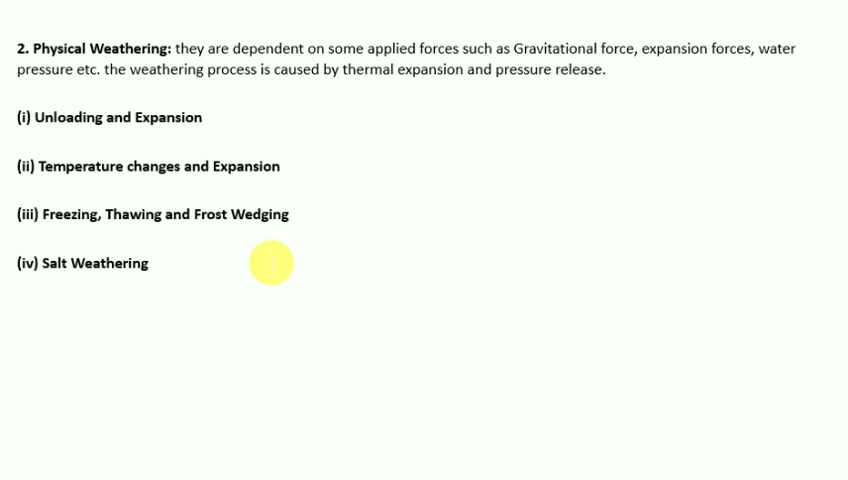 2. Physical Weathering: they are dependent on some applied forces such as Gravitational force, expansion forces, water
pressure etc. the weathering process is caused by thermal expansion and pressure release.
(i) Unloading and Expansion
(ii) Temperature changes and Expansion
(iii) Freezing, Thawing and Frost Wedging
(iv) Salt Weathering